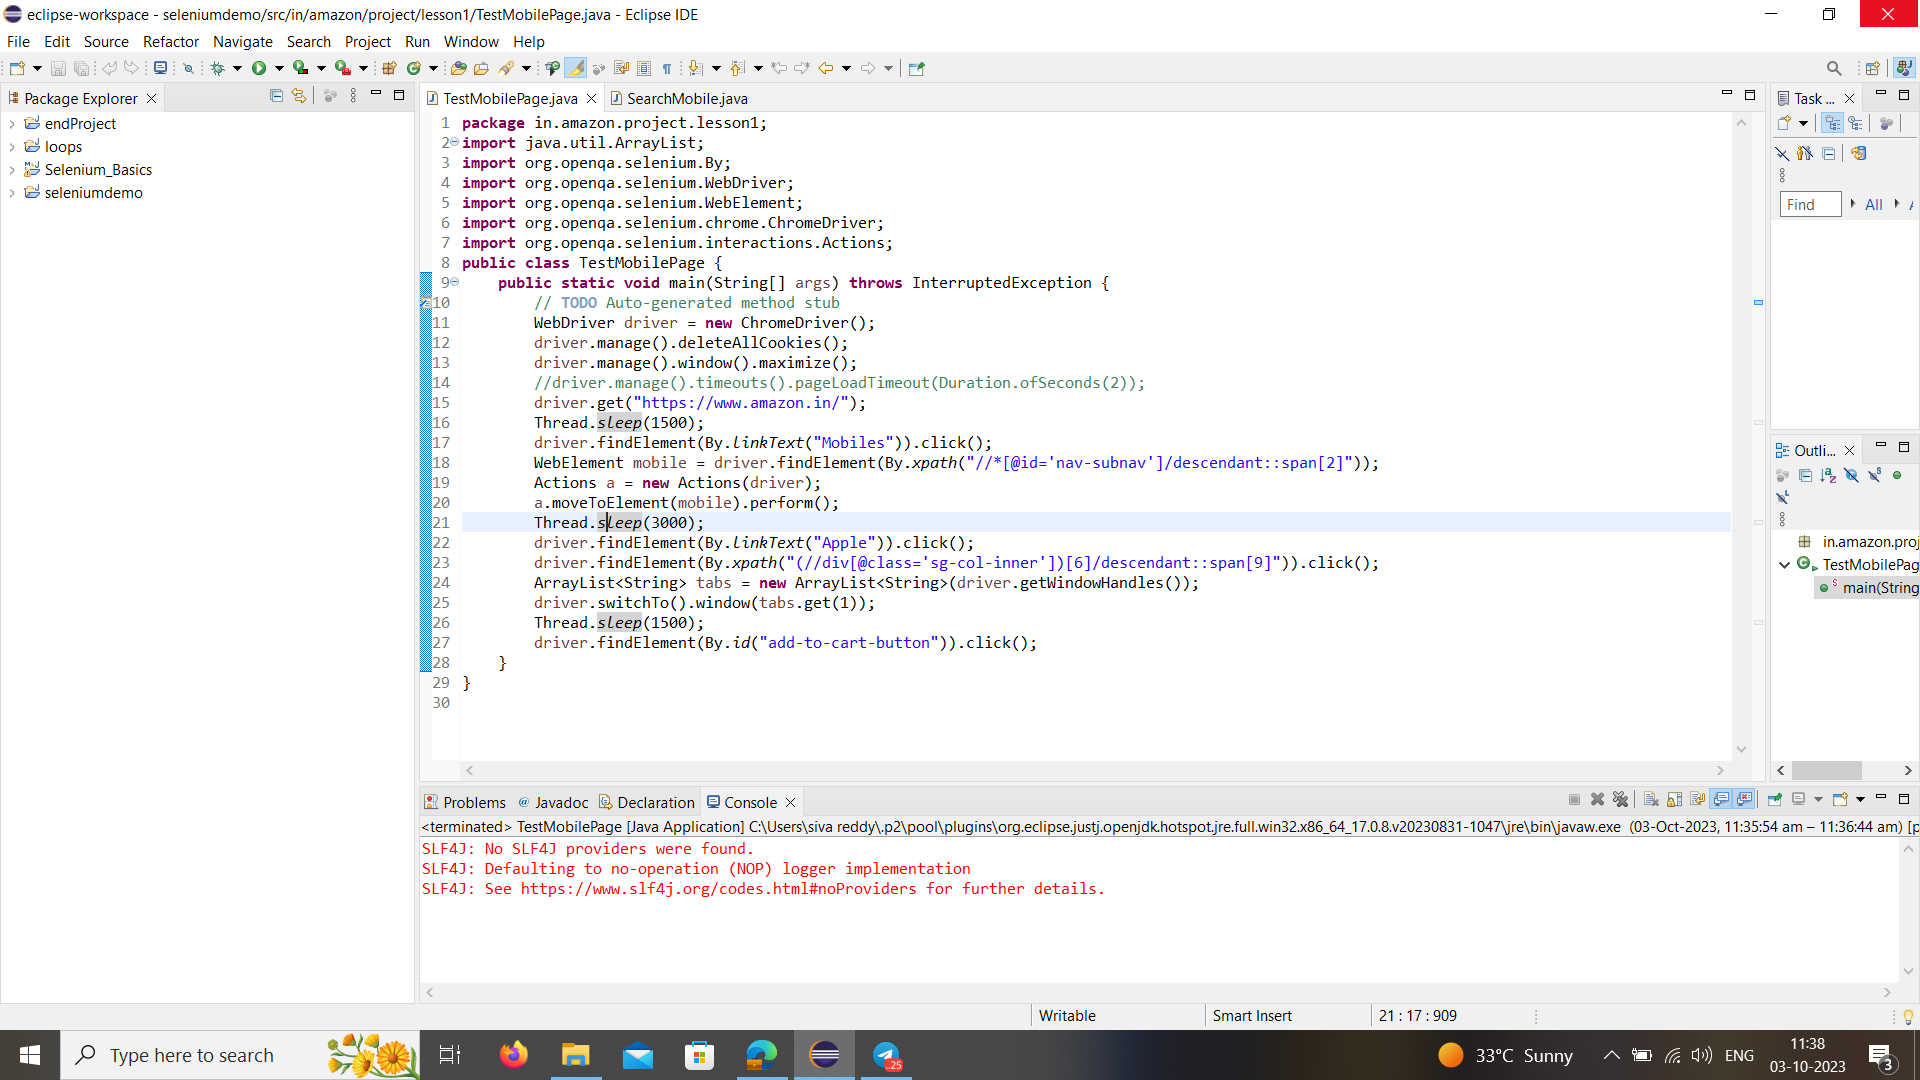 eclipse-workspace - seleniumdemo/src/in/amazon/project/lesson1/TestMobilePage.java - Eclipse IDE
File Edit Source Refactor Navigate Search Project Run Window Help
Package Explorer
endProject
loops
Selenium_Basics
seleniumdemo
TestMobilePage.java SearchMobile.java
1 package in.amazon.project.lesson1;
2 import java.util.ArrayList;
3 import org.openqa.selenium.By;
4 import org.openqa.selenium.WebDriver;
5 import org.openqa.selenium.WebElement;
6 import org.openqa.selenium.chrome.ChromeDriver;
7 import org.openqa.selenium.interactions.Actions;
8 public class TestMobilePage {
9 public static void main(String[] args) throws InterruptedException {
10 // TODO Auto-generated method stub
11 WebDriver driver = new ChromeDriver();
12 driver.manage().deleteAllCookies();
13 driver.manage().window().maximize();
14 //driver.manage().timeouts().pageLoadTimeout(Duration.ofSeconds(2));
15 driver.get("https://www.amazon.in/");
16 Thread.sleep(1500);
17 driver.findElement(By.linkText("Mobiles")).click();
18 WebElement mobile = driver.findElement(By.xpath("//*[@id='nav-subnav']/descendant::span[2]"));
19 Actions a = new Actions(driver);
20 a.moveToElement(mobile).perform();
21 Thread.sleep(3000);
22 driver.findElement(By.linkText("Apple")).click();
23 driver.findElement(By.xpath("(//div[@class='sg-col-inner'])[6]/descendant::span[9]")).click();
24 ArrayList<String> tabs = new ArrayList<String>(driver.getWindowHandles());
25 driver.switchTo().window(tabs.get(1));
26 Thread.sleep(1500);
27 driver.findElement(By.id("add-to-cart-button")).click();
28 }
29 }
30
Task ...
Find All
Outli...
in.amazon.proj
TestMobilePag
main(String
Problems Javadoc Declaration Console
<terminated> TestMobilePage [Java Application] C:\Users\siva reddy\.p2\pool\plugins\org.eclipse.justj.openjdk.hotspot.jre.full.win32.x86_64_17.0.8.v20230831-1047\jre\bin\javaw.exe (03-Oct-2023, 11:35:54 am – 11:36:44 am) [p
SLF4J: No SLF4J providers were found.
SLF4J: Defaulting to no-operation (NOP) logger implementation
SLF4J: See https://www.slf4j.org/codes.html#noProviders for further details.
Writable Smart Insert 21 : 17 : 909
Type here to search
..25
33°C Sunny
ENG
11:38
03-10-2023
3